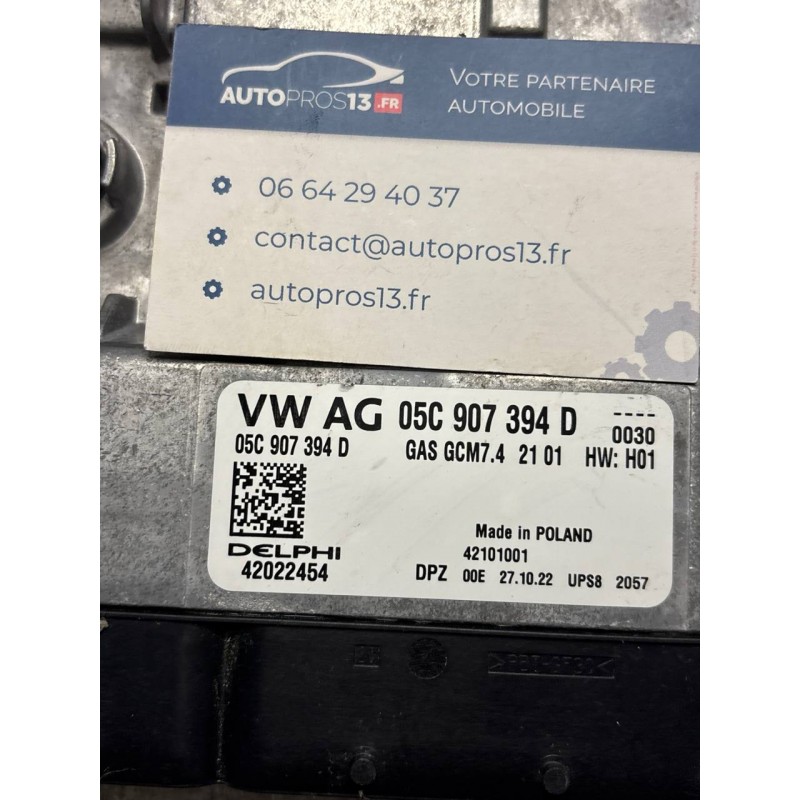 AUTOPROS13.FR
VOTRE PARTENAIRE
AUTOMOBILE
06 64 29 40 37
contact@autopros13.fr
autopros13.fr
VW AG 05C 907 394 D ----
0030
05C 907 394 D GAS GCM7.4 21 01 HW: H01
Made in POLAND
DELPHI 42101001
42022454 DPZ 00E 27.10.22 UPS8 2057